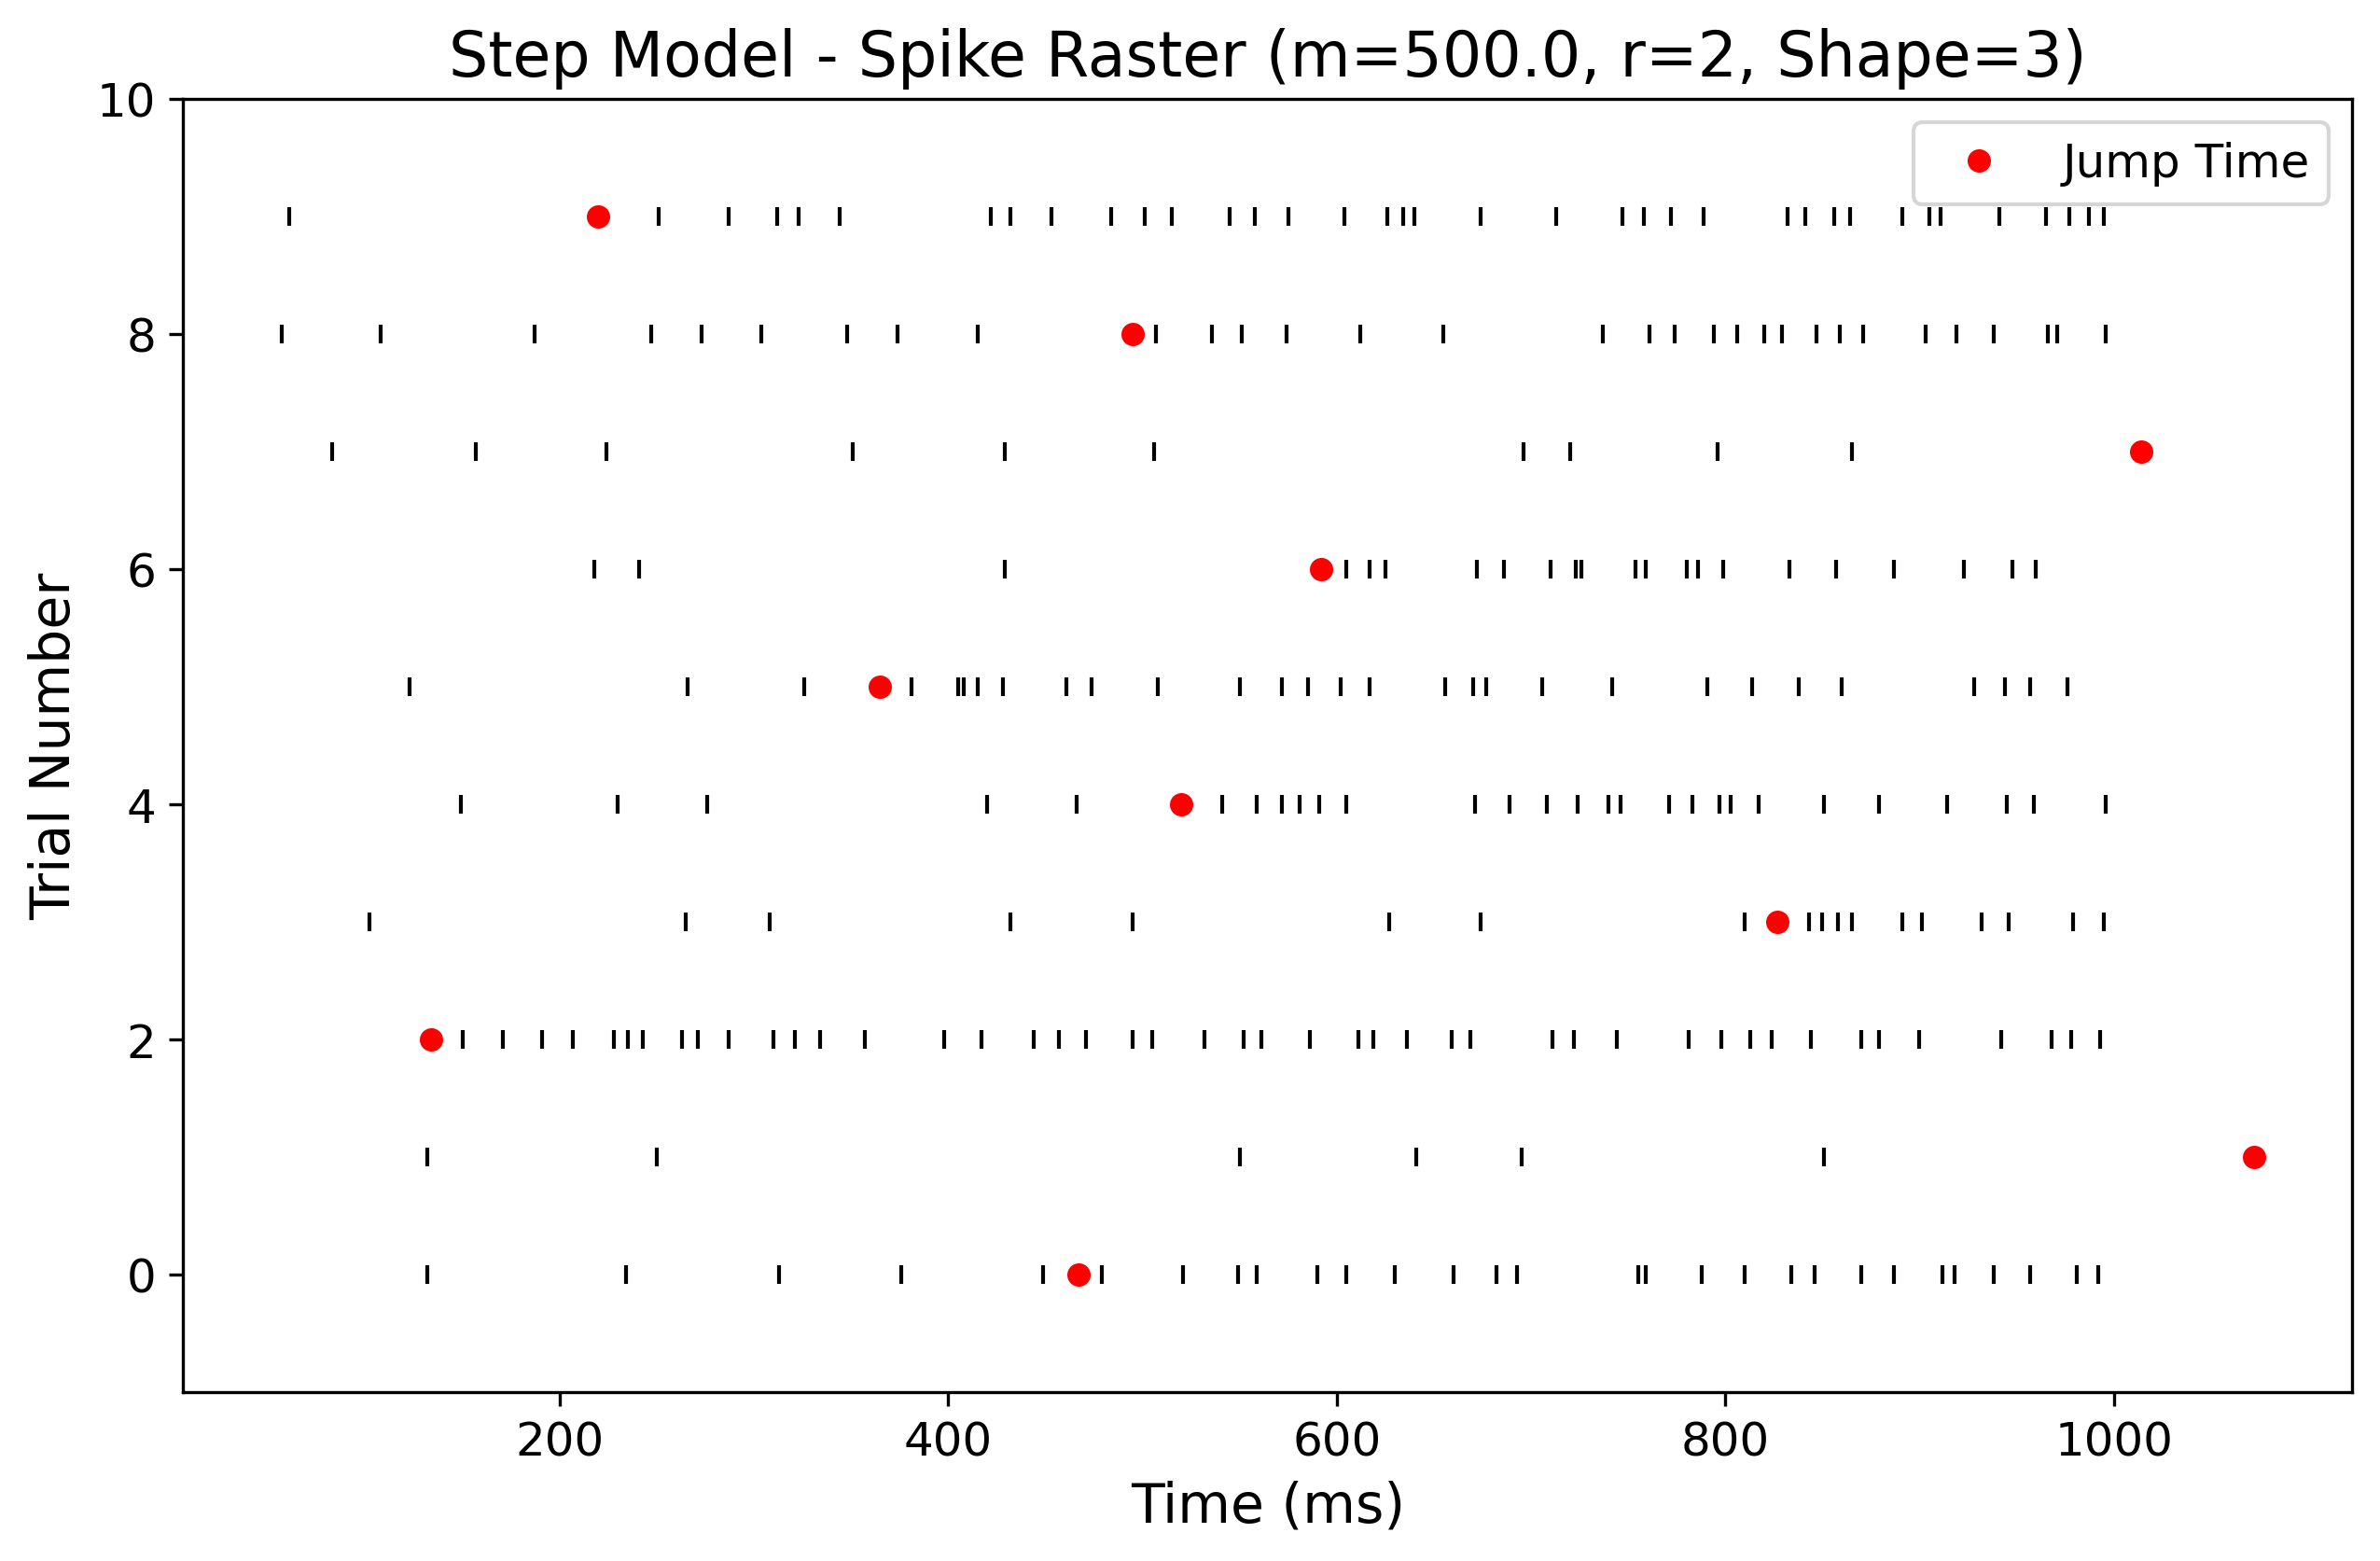 Step Model - Spike Raster (m=500.0, r=2, Shape=3)
Jump Time
Trial Number
10
8
6
4
2
0
200 400 600 800 1000
Time (ms)